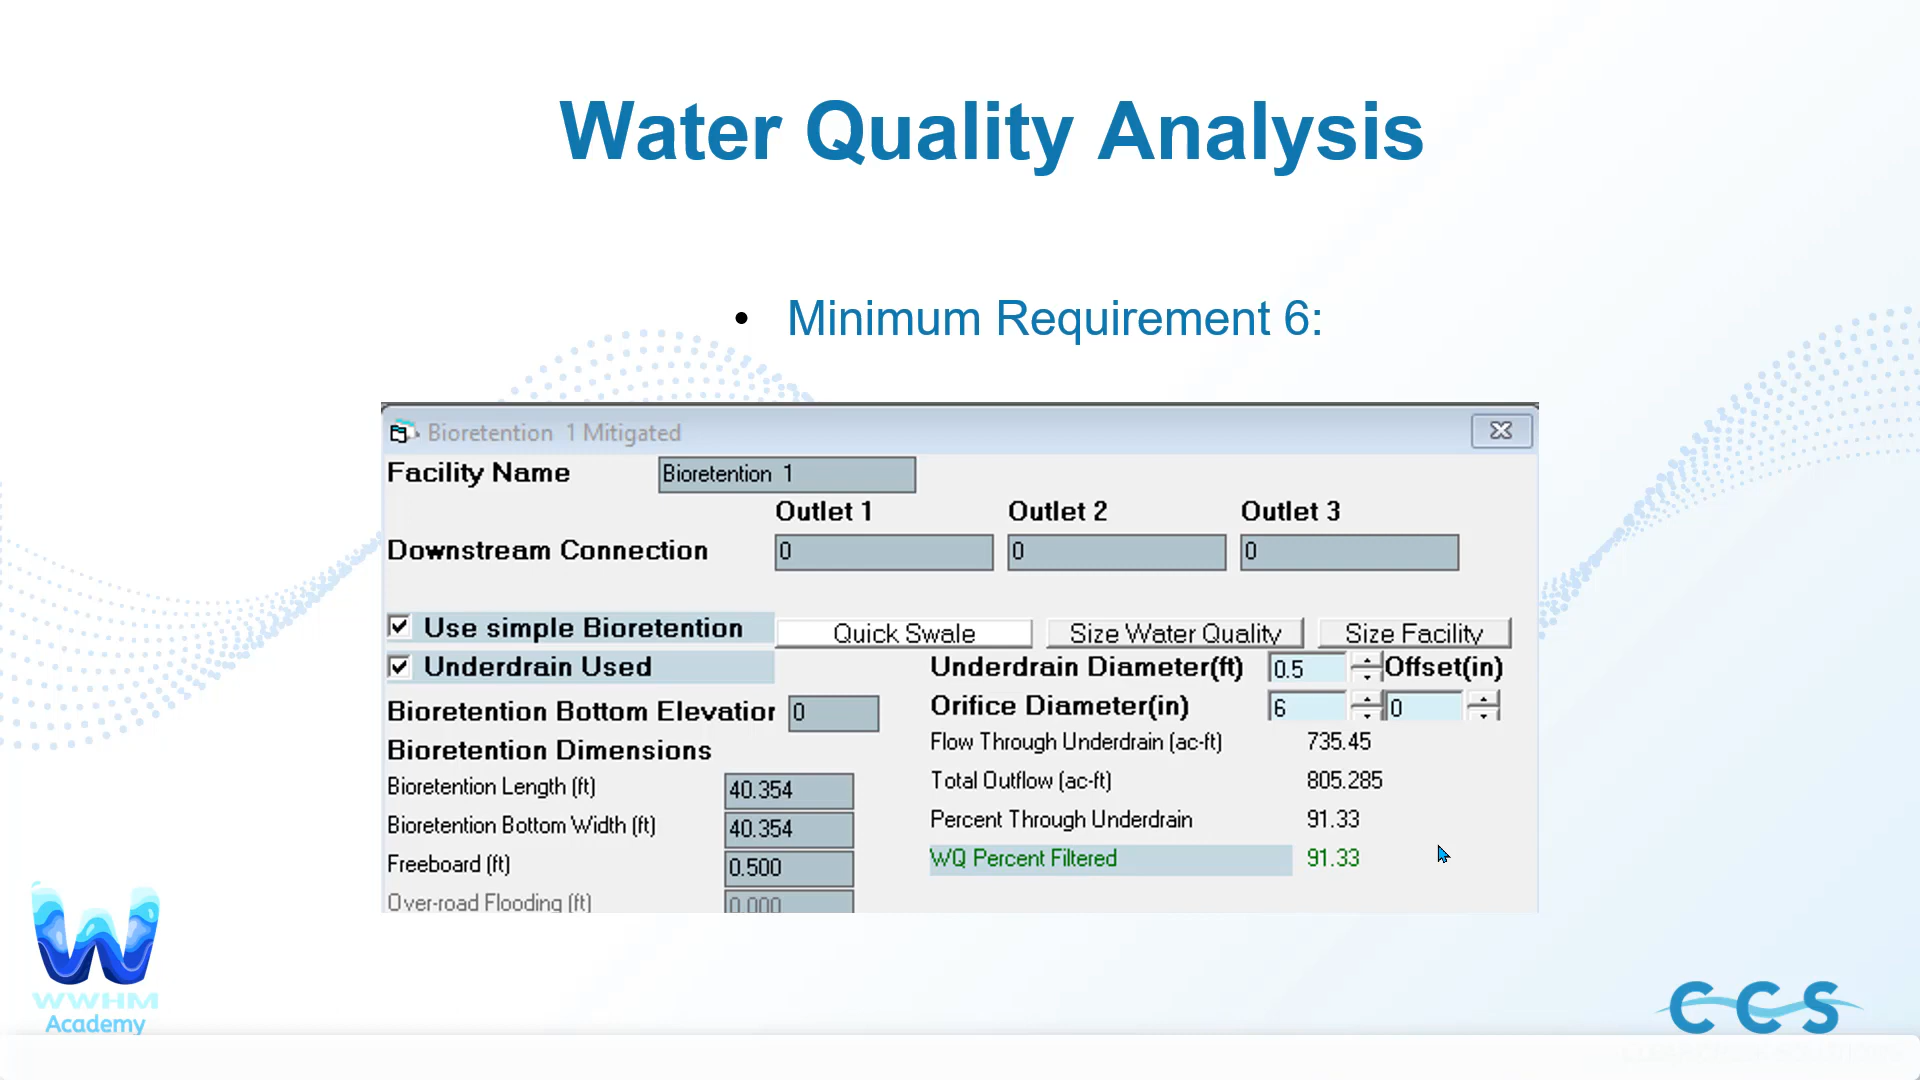 Water Quality Analysis
• Minimum Requirement 6:
Bioretention 1 Mitigated
Facility Name Bioretention 1
Outlet 1 Outlet 2 Outlet 3
Downstream Connection 0 0 0
Use simple Bioretention Quick Swale Size Water Quality Size Facility
Underdrain Used Underdrain Diameter(ft) 0.5 Offset(in)
Orifice Diameter(in) 6 0
Bioretention Bottom Elevation 0
Flow Through Underdrain (ac-ft) 735.45
Bioretention Dimensions
Total Outflow (ac-ft) 805.285
Bioretention Length (ft) 40.354
Percent Through Underdrain 91.33
Bioretention Bottom Width (ft) 40.354
WQ Percent Filtered 91.33
Freeboard (ft) 0.500
Over-road Flooding (ft) 0.000
W
WWHM
Academy
CCS